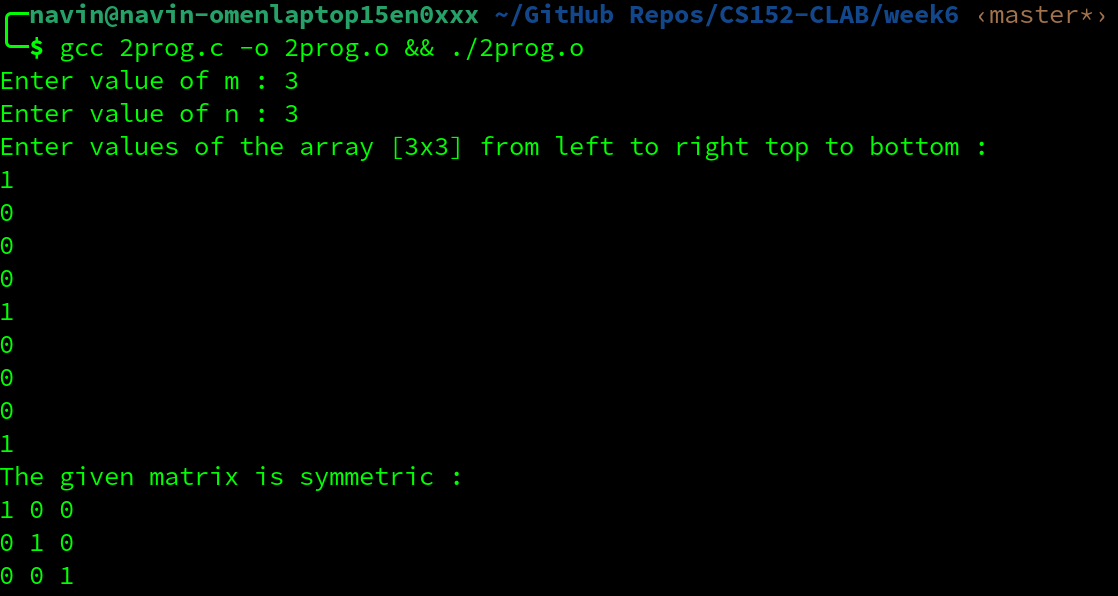 navin@navin-omenlaptop15en0xxx ~/GitHub Repos/CS152-CLAB/week6 ‹master*›
$ gcc 2prog.c -o 2prog.o && ./2prog.o
Enter value of m : 3
Enter value of n : 3
Enter values of the array [3x3] from left to right top to bottom :
1
0
0
0
1
0
0
0
1
The given matrix is symmetric :
1 0 0
0 1 0
0 0 1